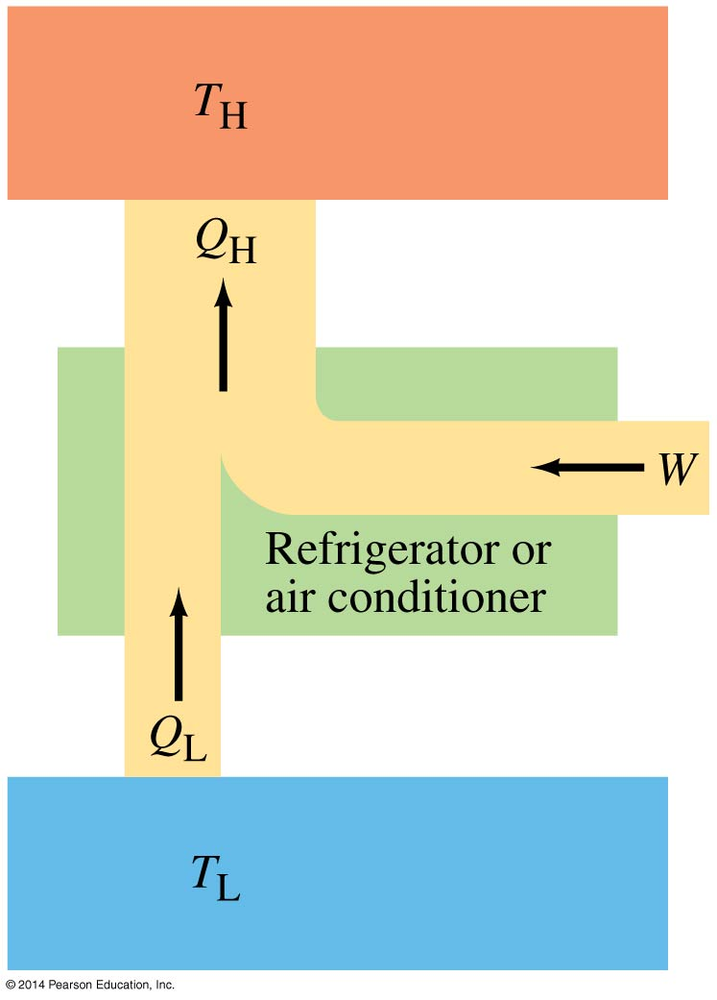 T_H
Q_H
W
Refrigerator or
air conditioner
Q_L
T_L
© 2014 Pearson Education, Inc.